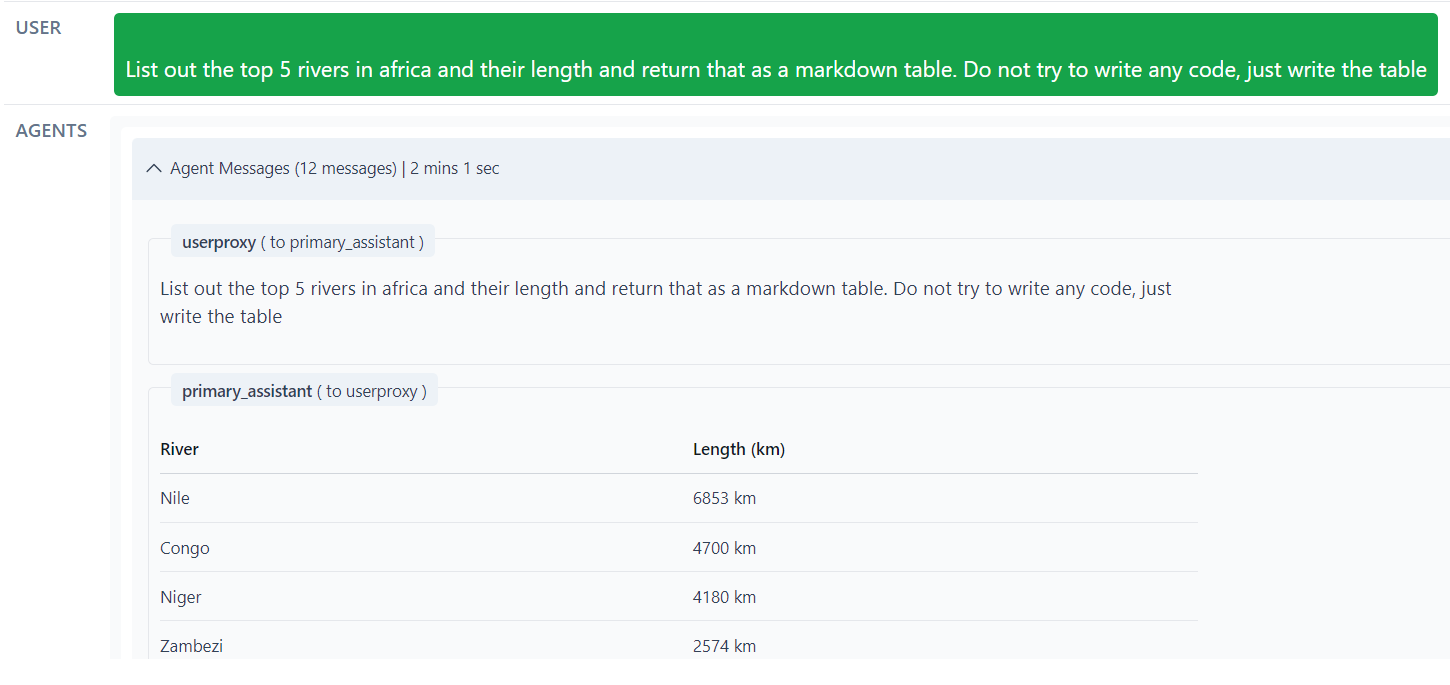 USER
List out the top 5 rivers in africa and their length and return that as a markdown table. Do not try to write any code, just write the table
AGENTS
Agent Messages (12 messages) | 2 mins 1 sec
userproxy ( to primary_assistant )
List out the top 5 rivers in africa and their length and return that as a markdown table. Do not try to write any code, just
write the table
primary_assistant ( to userproxy )
River Length (km)
Nile 6853 km
Congo 4700 km
Niger 4180 km
Zambezi 2574 km